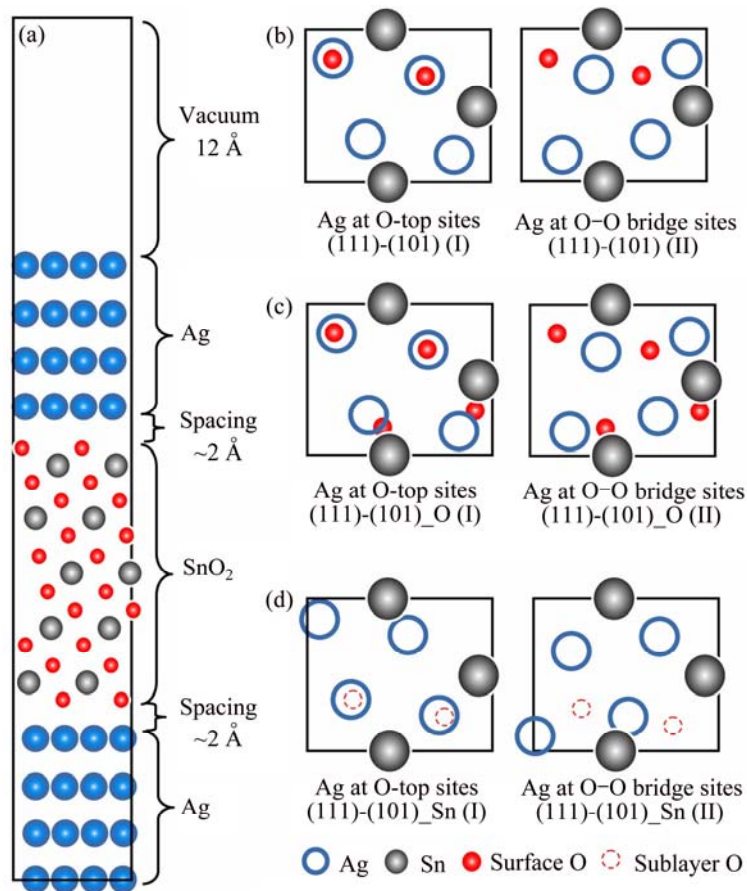 (a)
Vacuum
12 Å
Ag
Spacing
~2 Å
SnO₂
Spacing
~2 Å
Ag
(b)
Ag at O-top sites
(111)-(101) (I)
Ag at O−O bridge sites
(111)-(101) (II)
(c)
Ag at O-top sites
(111)-(101)_O (I)
Ag at O−O bridge sites
(111)-(101)_O (II)
(d)
Ag at O-top sites
(111)-(101)_Sn (I)
Ag at O−O bridge sites
(111)-(101)_Sn (II)
Ag Sn Surface O Sublayer O